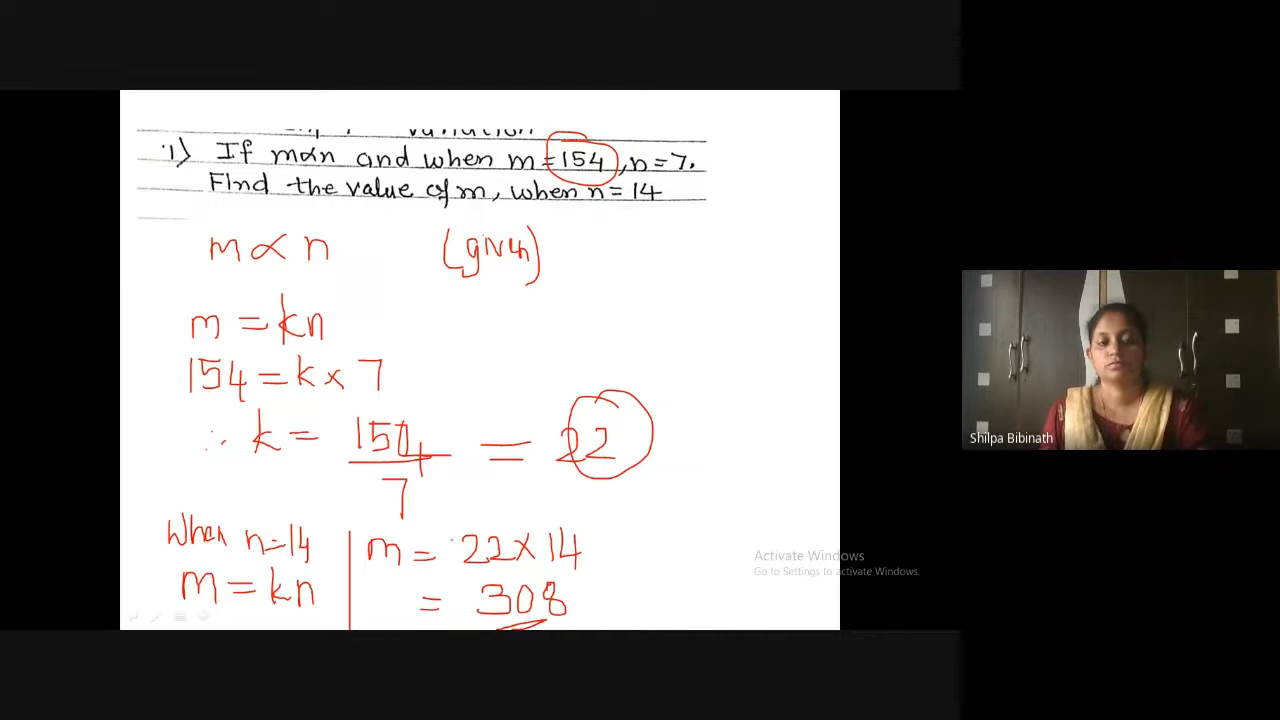 variation
1) If m∝n and when m=154, n=7.
Find the value of m, when n=14
m ∝ n (given)
m = kn
154 = k × 7
∴ k = 154/7 = 22
When n=14
m = kn
m = 22×14
= 308
Activate Windows
Go to Settings to activate Windows.
Shilpa Bibinath